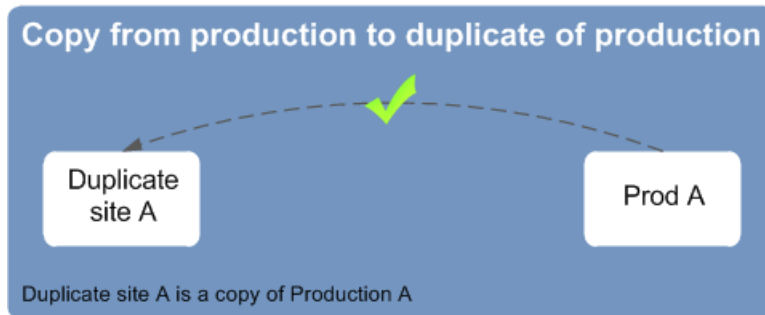 Copy from production to duplicate of production
Duplicate
site A
Prod A
Duplicate site A is a copy of Production A